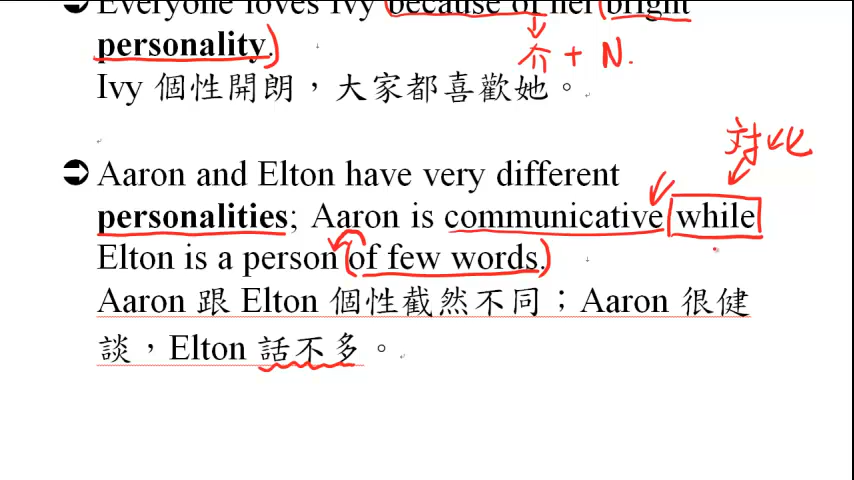 ➲ Everyone loves Ivy (because of her (bright
personality.)
介 + N.
Ivy 個性開朗，大家都喜歡她。
対比
➲ Aaron and Elton have very different
personalities; Aaron is communicative while
Elton is a person (of few words.)
Aaron 跟 Elton 個性截然不同；Aaron 很健
談，Elton 話不多。